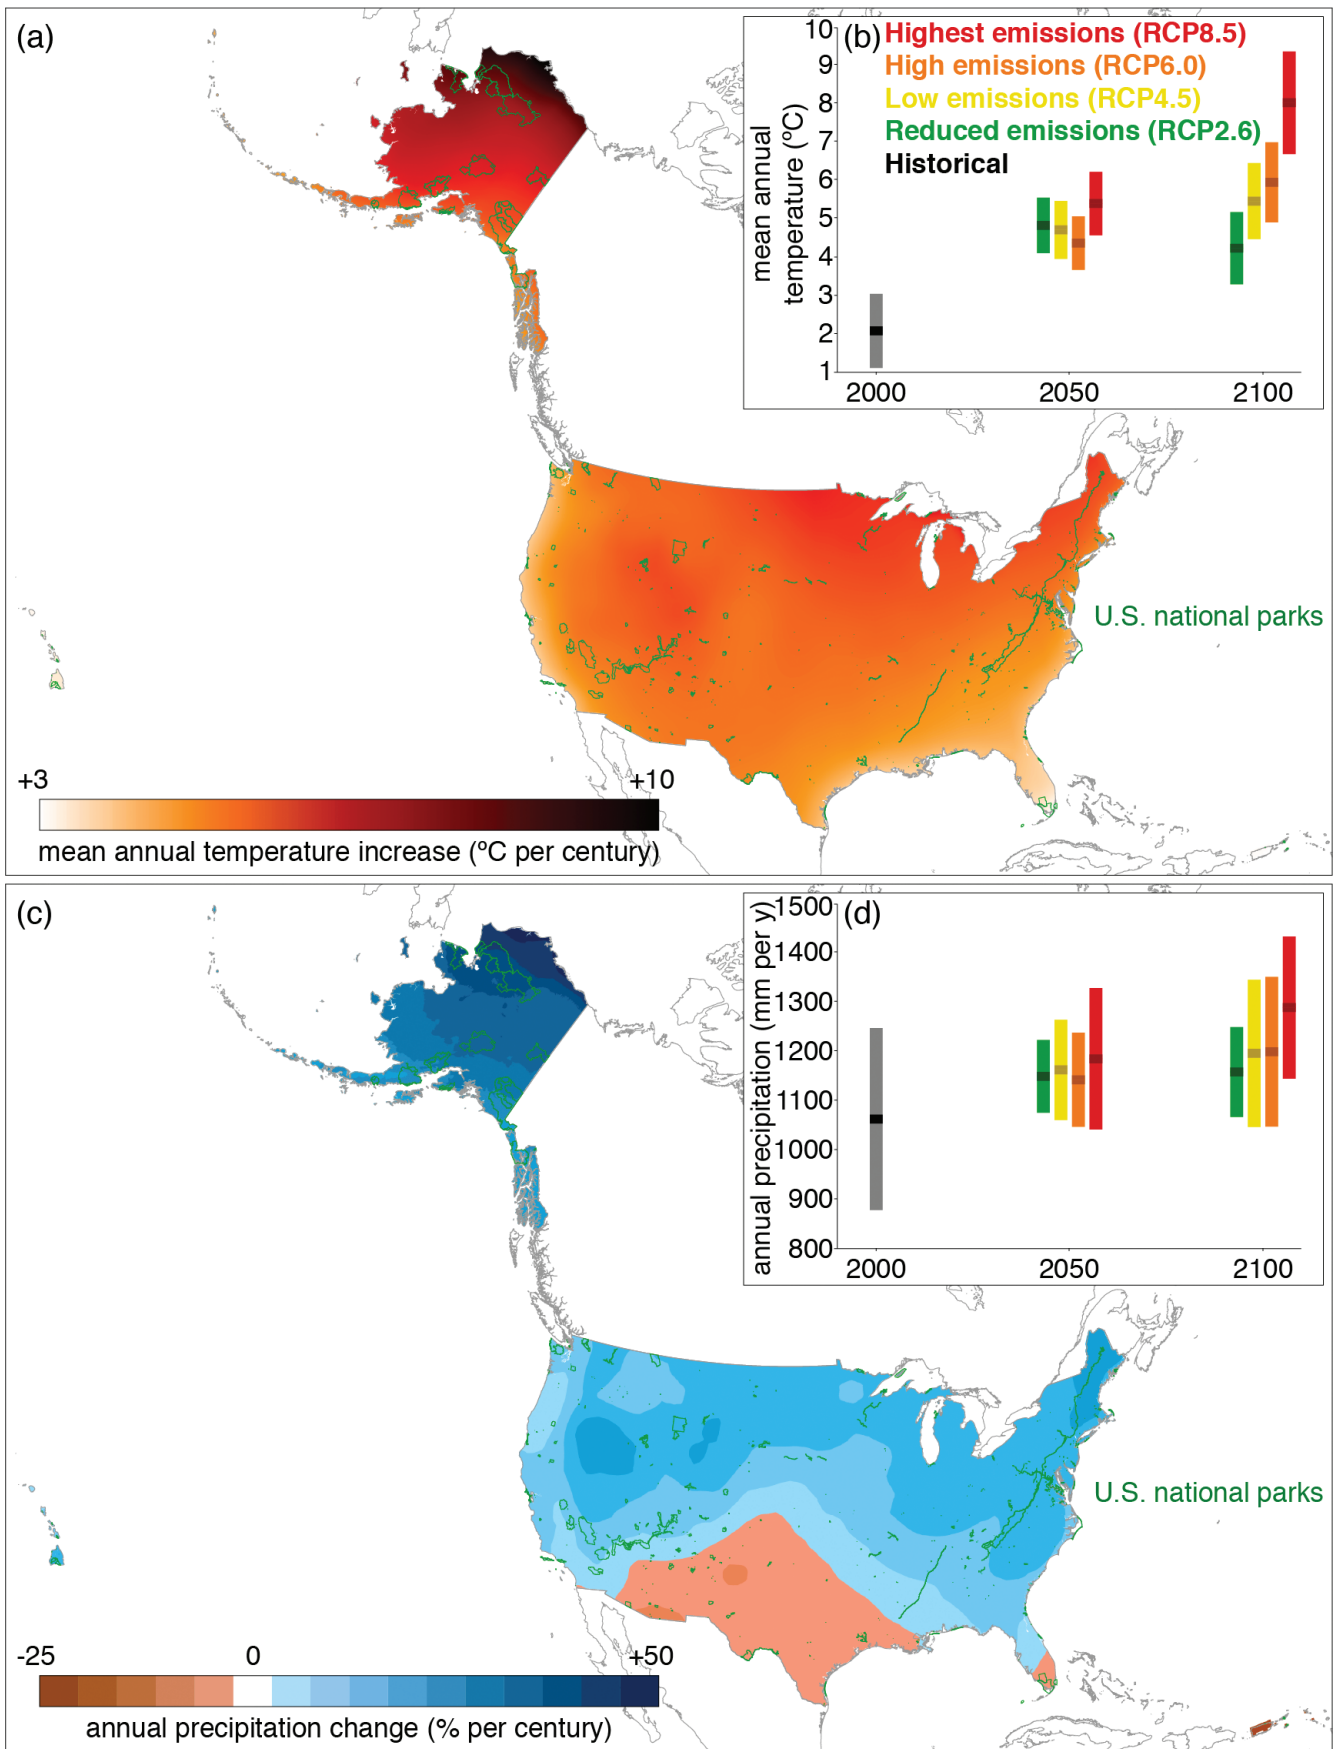 (a)
(b)
Highest emissions (RCP8.5)
High emissions (RCP6.0)
Low emissions (RCP4.5)
Reduced emissions (RCP2.6)
Historical
mean annual
temperature (ºC)
10
9
8
7
6
5
4
3
2
1
2000 2050 2100
U.S. national parks
+3 +10
mean annual temperature increase (ºC per century)
(c)
(d)
annual precipitation (mm per y)
1500
1400
1300
1200
1100
1000
900
800
2000 2050 2100
U.S. national parks
-25 0 +50
annual precipitation change (% per century)